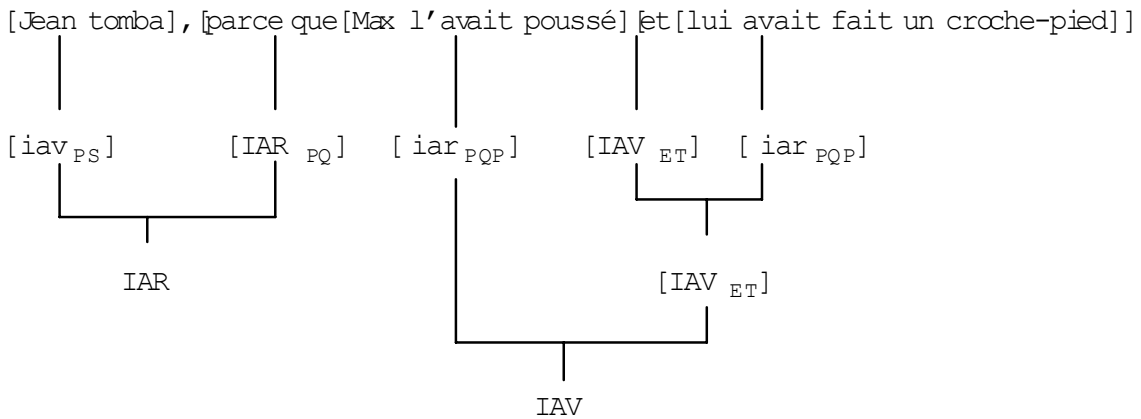 [Jean tomba], [parce que[Max l'avait poussé] [et[lui avait fait un croche-pied]]
[iav PS] [IAR PQ] [ iar PQP] [IAV ET] [ iar PQP]
IAR [IAV ET]
IAV